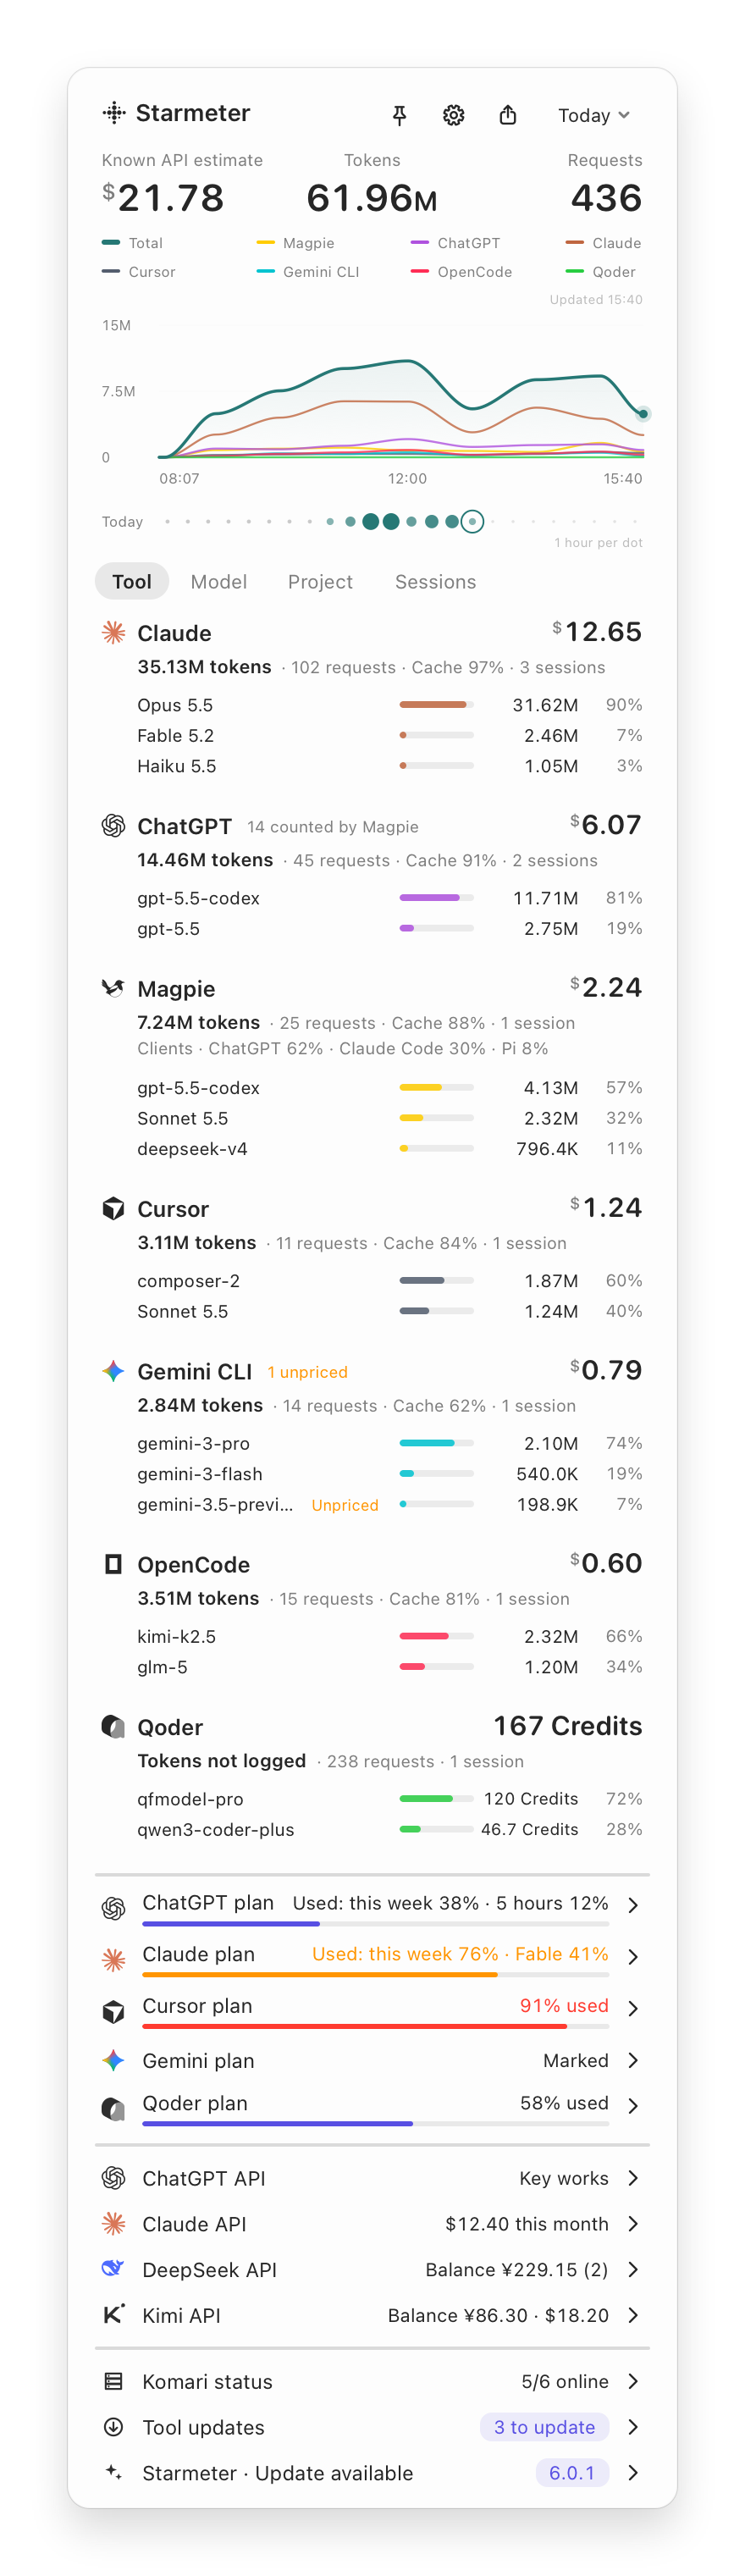 Starmeter Today
Known API estimate Tokens Requests
$21.78 61.96M 436
Total Magpie ChatGPT Claude
Cursor Gemini CLI OpenCode Qoder
Updated 15:40
15M
7.5M
0
08:07 12:00 15:40
Today
1 hour per dot
Tool Model Project Sessions
Claude $12.65
35.13M tokens · 102 requests · Cache 97% · 3 sessions
Opus 5.5 31.62M 90%
Fable 5.2 2.46M 7%
Haiku 5.5 1.05M 3%
ChatGPT 14 counted by Magpie $6.07
14.46M tokens · 45 requests · Cache 91% · 2 sessions
gpt-5.5-codex 11.71M 81%
gpt-5.5 2.75M 19%
Magpie $2.24
7.24M tokens · 25 requests · Cache 88% · 1 session
Clients · ChatGPT 62% · Claude Code 30% · Pi 8%
gpt-5.5-codex 4.13M 57%
Sonnet 5.5 2.32M 32%
deepseek-v4 796.4K 11%
Cursor $1.24
3.11M tokens · 11 requests · Cache 84% · 1 session
composer-2 1.87M 60%
Sonnet 5.5 1.24M 40%
Gemini CLI 1 unpriced $0.79
2.84M tokens · 14 requests · Cache 62% · 1 session
gemini-3-pro 2.10M 74%
gemini-3-flash 540.0K 19%
gemini-3.5-previ... Unpriced 198.9K 7%
OpenCode $0.60
3.51M tokens · 15 requests · Cache 81% · 1 session
kimi-k2.5 2.32M 66%
glm-5 1.20M 34%
Qoder 167 Credits
Tokens not logged · 238 requests · 1 session
qfmodel-pro 120 Credits 72%
qwen3-coder-plus 46.7 Credits 28%
ChatGPT plan Used: this week 38% · 5 hours 12%
Claude plan Used: this week 76% · Fable 41%
Cursor plan 91% used
Gemini plan Marked
Qoder plan 58% used
ChatGPT API Key works
Claude API $12.40 this month
DeepSeek API Balance ¥229.15 (2)
Kimi API Balance ¥86.30 · $18.20
Komari status 5/6 online
Tool updates 3 to update
Starmeter · Update available 6.0.1